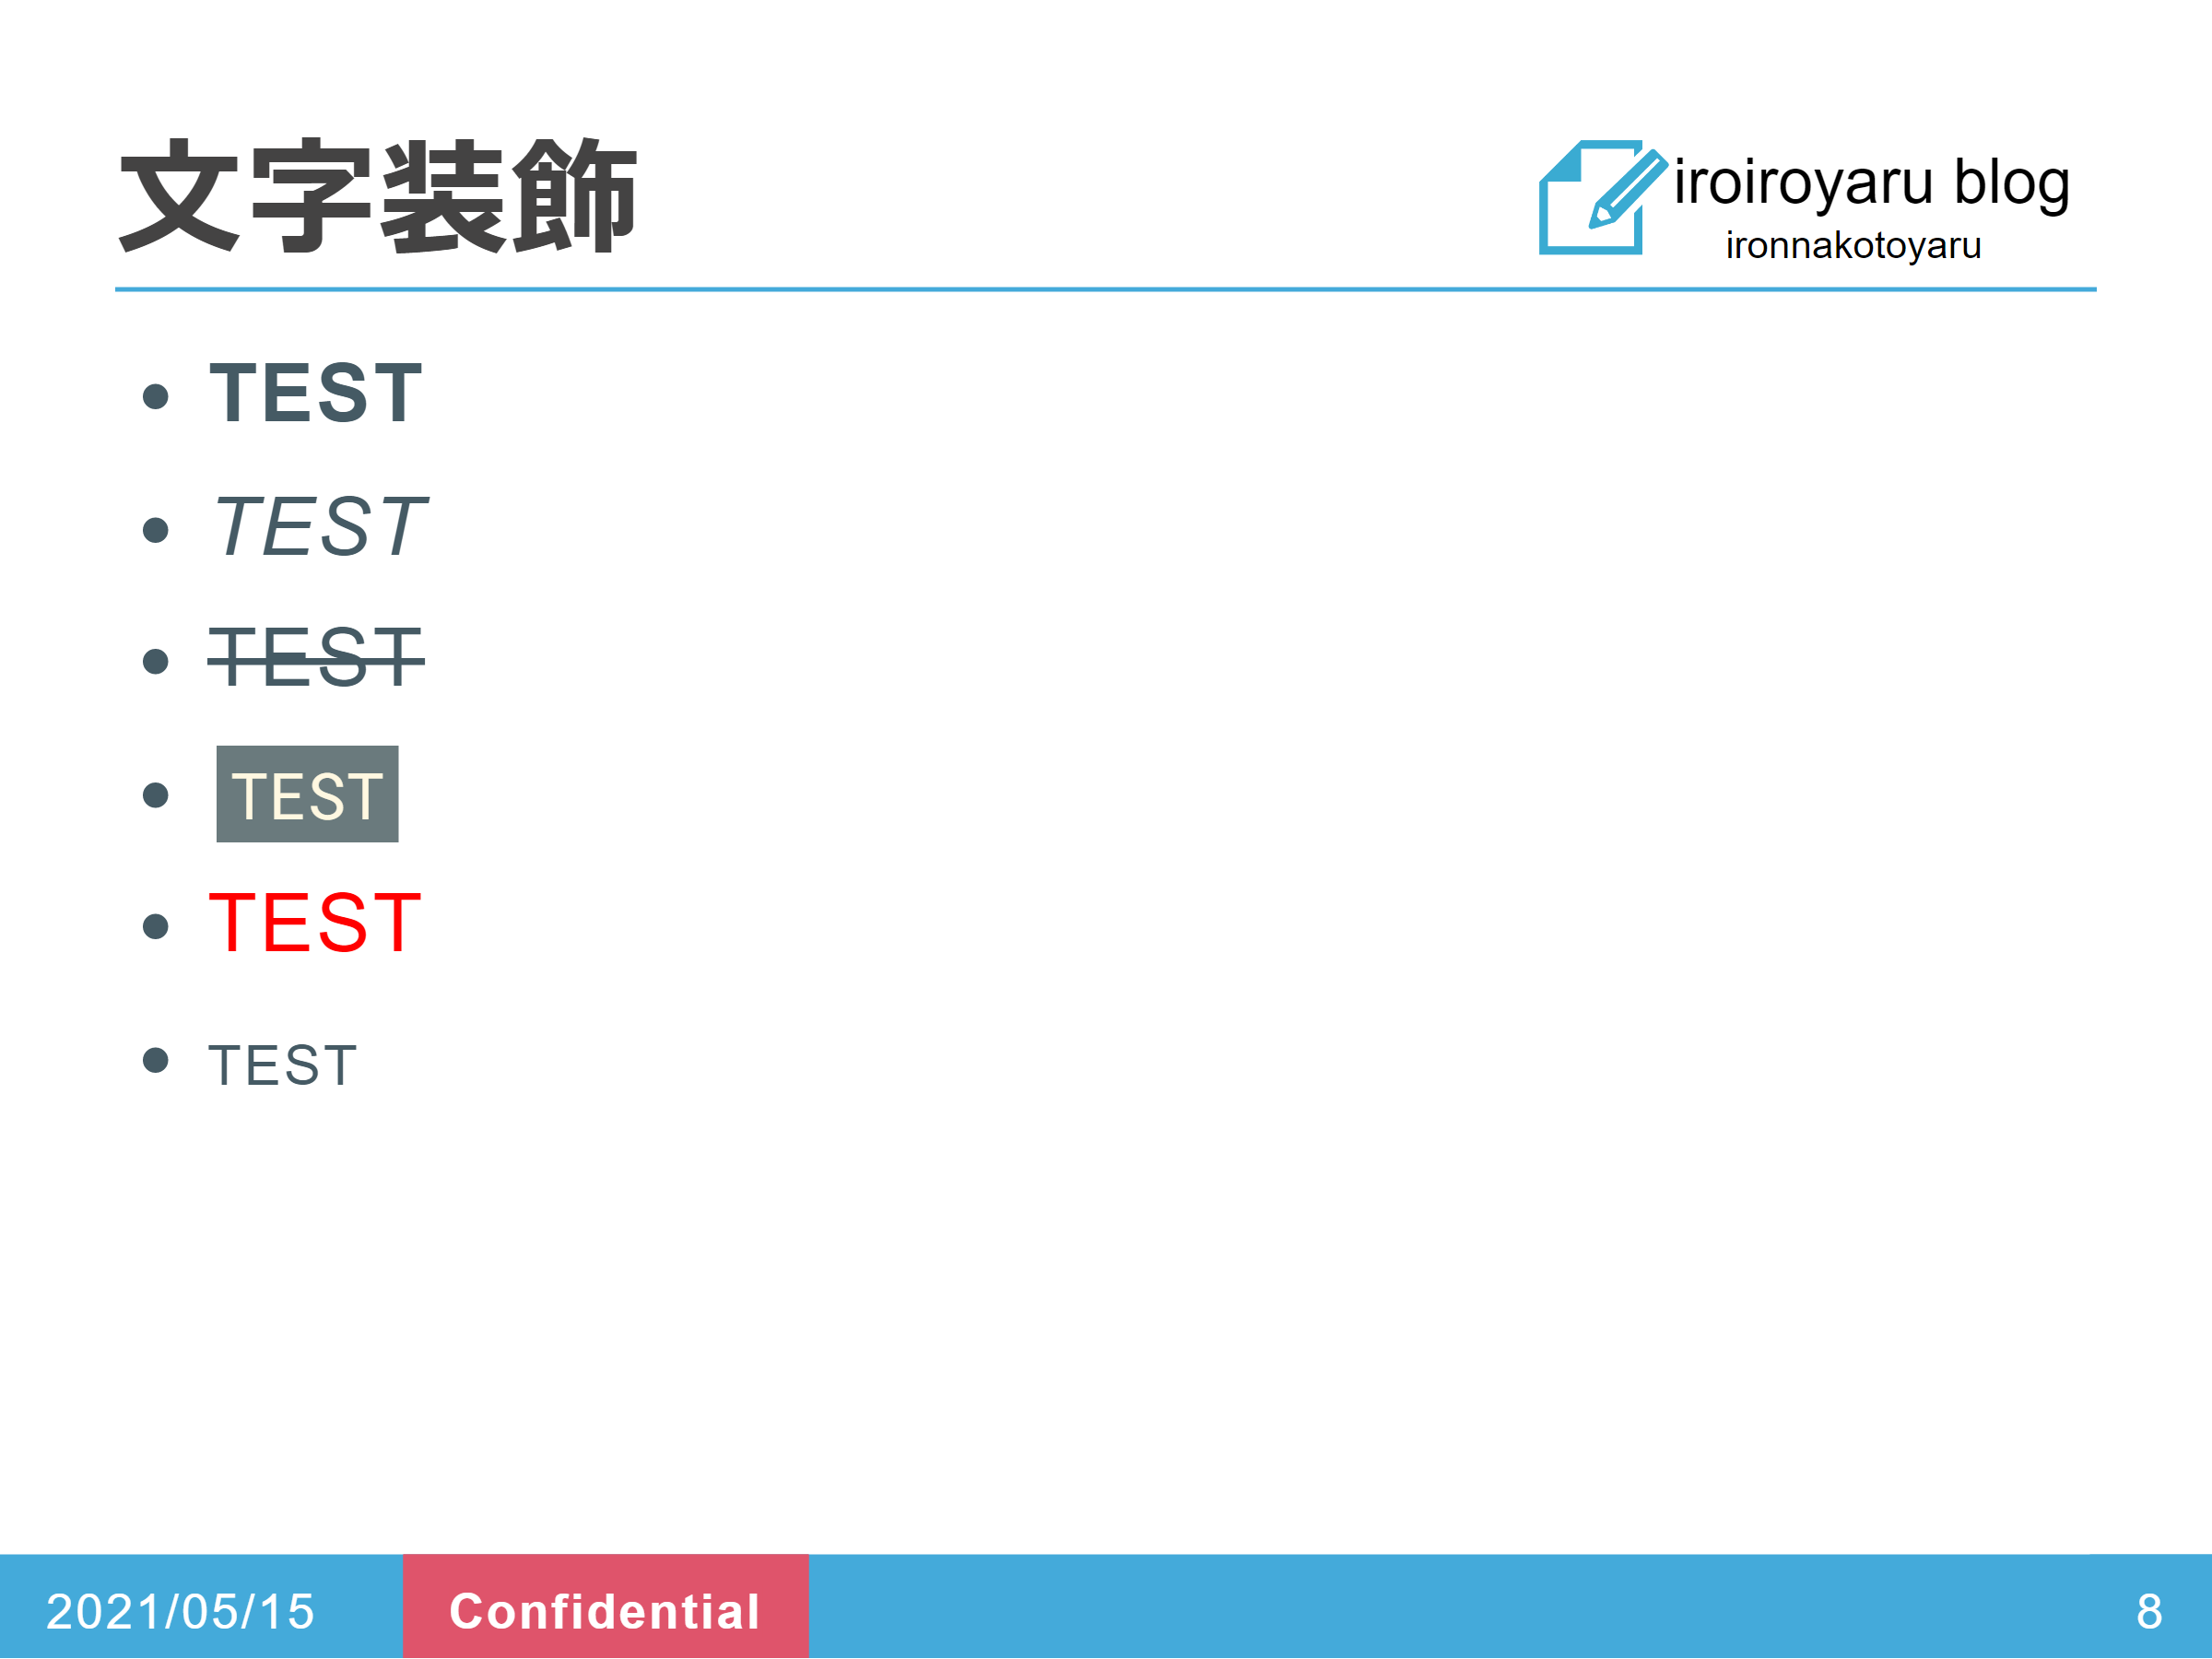 文字装飾
iroiroyaru blog
ironnakotoyaru
• TEST
• TEST
• TEST
• TEST
• TEST
• TEST
2021/05/15
Confidential
8